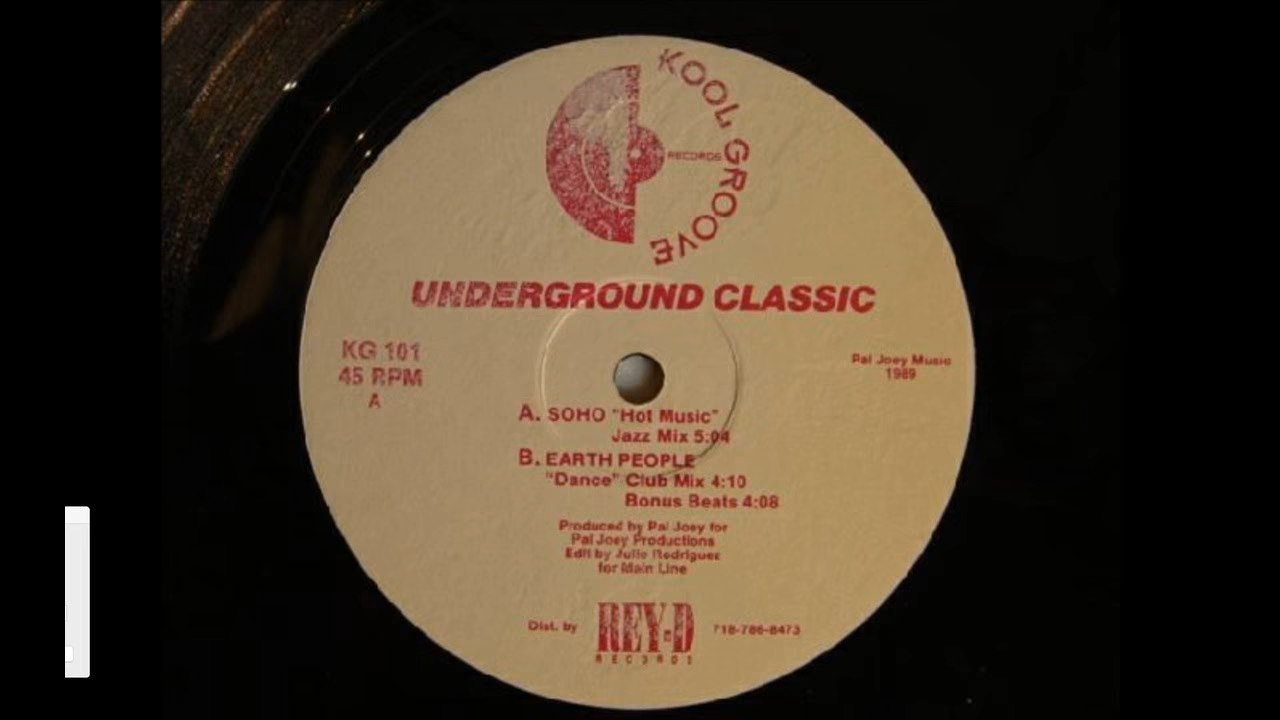 KOOL GROOVE
RECORDS
UNDERGROUND CLASSIC
KG 101
45 RPM
A
Pal Joey Music
1989
A. SOHO "Hot Music"
Jazz Mix 5:04
B. EARTH PEOPLE
"Dance" Club Mix 4:10
Bonus Beats 4:08
Produced by Pal Joey for
Pal Joey Productions
Edit by Julio Rodriguez
for Main Line
Dist. by REY-D 718-786-8473
RECORDS